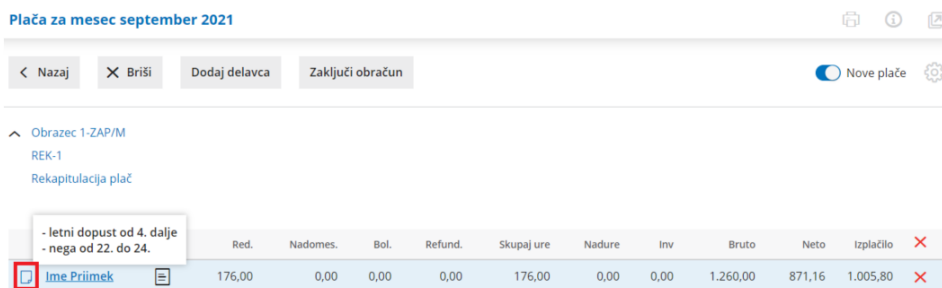 Plača za mesec september 2021
Nazaj Briši Dodaj delavca Zaključi obračun Nove plače
Obrazec 1-ZAP/M
REK-1
Rekapitulacija plač
- letni dopust od 4. dalje
- nega od 22. do 24.
Red. Nadomes. Bol. Refund. Skupaj ure Nadure Inv Bruto Neto Izplačilo
Ime Priimek 176,00 0,00 0,00 0,00 176,00 0,00 0,00 1.260,00 871,16 1.005,80